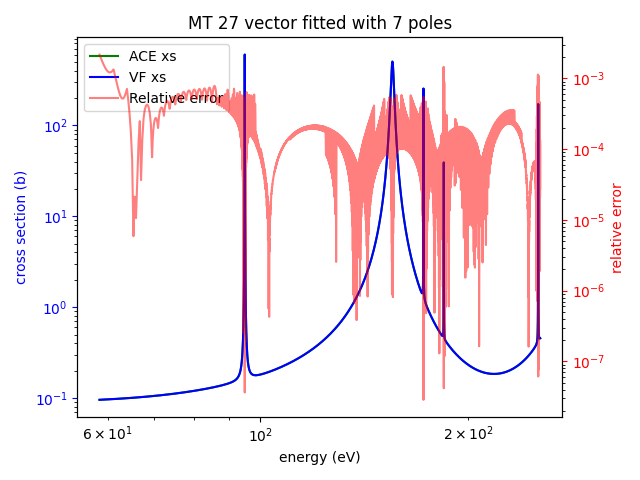 MT 27 vector fitted with 7 poles
ACE xs
VF xs
Relative error
cross section (b)
10²
10¹
10⁰
10⁻¹
10⁻³
10⁻⁴
10⁻⁵
10⁻⁶
10⁻⁷
relative error
6 × 10¹
10²
2 × 10²
energy (eV)